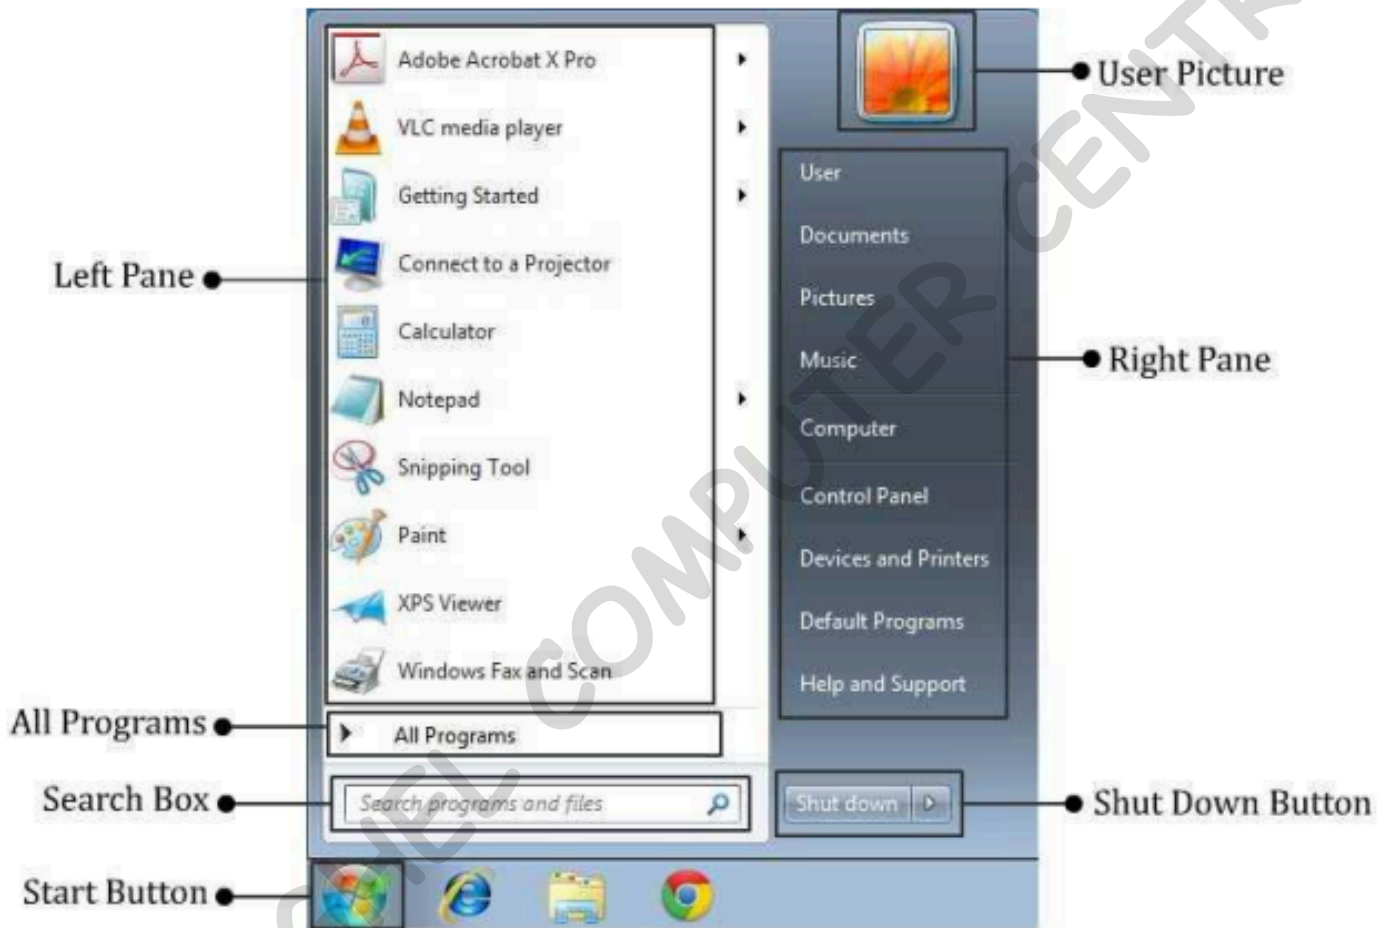 Adobe Acrobat X Pro
VLC media player
Getting Started
Connect to a Projector
Calculator
Notepad
Snipping Tool
Paint
XPS Viewer
Windows Fax and Scan
All Programs
Search programs and files
User
Documents
Pictures
Music
Computer
Control Panel
Devices and Printers
Default Programs
Help and Support
Shut down
Left Pane
All Programs
Search Box
Start Button
User Picture
Right Pane
Shut Down Button
COMPUTER